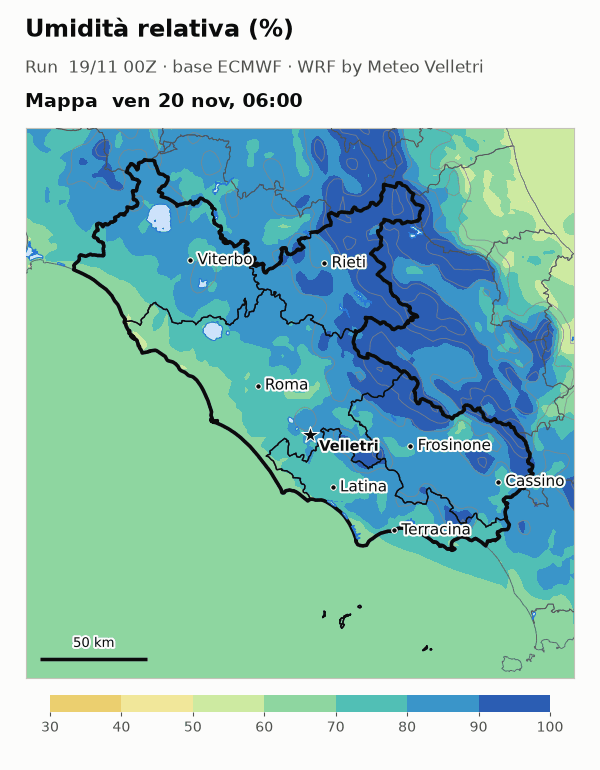 Umidità relativa (%)
Run 19/11 00Z · base ECMWF · WRF by Meteo Velletri
Mappa ven 20 nov, 06:00
Viterbo
Rieti
Roma
Velletri
Frosinone
Cassino
Latina
Terracina
50 km
30 40 50 60 70 80 90 100